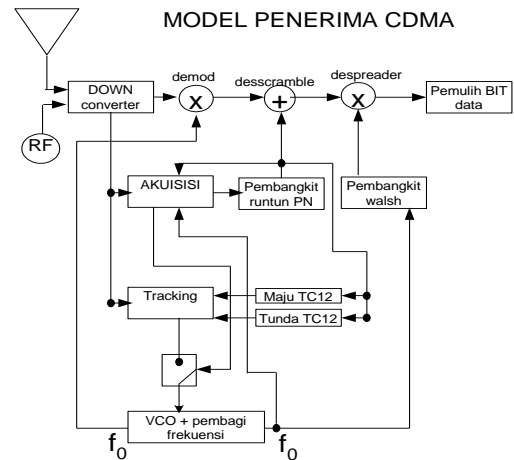 MODEL PENERIMA CDMA
demod
desscramble
despreader
DOWN
converter
X
+
X
Pemulih BIT
data
RF
AKUISISI
Pembangkit
runtun PN
Pembangkit
walsh
Tracking
Maju TC12
Tunda TC12
VCO + pembagi
frekuensi
f0
f0